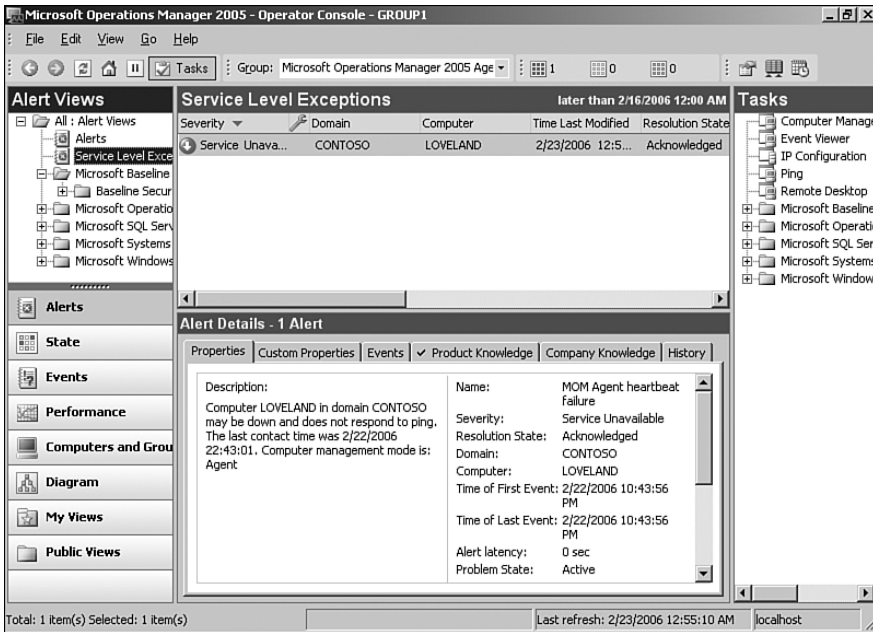 Microsoft Operations Manager 2005 - Operator Console - GROUP1
File Edit View Go Help
Tasks Group: Microsoft Operations Manager 2005 Age 1 0 0
Alert Views
All : Alert Views
Alerts
Service Level Exce
Microsoft Baseline
Baseline Secur
Microsoft Operatio
Microsoft SQL Serv
Microsoft Systems
Microsoft Windows
Alerts
State
Events
Performance
Computers and Grou
Diagram
My Views
Public Views
Service Level Exceptions later than 2/16/2006 12:00 AM
Severity Domain Computer Time Last Modified Resolution State
Service Unava... CONTOSO LOVELAND 2/23/2006 12:5... Acknowledged
Alert Details - 1 Alert
Properties Custom Properties Events Product Knowledge Company Knowledge History
Description:
Computer LOVELAND in domain CONTOSO
may be down and does not respond to ping.
The last contact time was 2/22/2006
22:43:01. Computer management mode is:
Agent
Name: MOM Agent heartbeat
failure
Severity: Service Unavailable
Resolution State: Acknowledged
Domain: CONTOSO
Computer: LOVELAND
Time of First Event: 2/22/2006 10:43:56
PM
Time of Last Event: 2/22/2006 10:43:56
PM
Alert latency: 0 sec
Problem State: Active
Tasks
Computer Manage
Event Viewer
IP Configuration
Ping
Remote Desktop
Microsoft Baseline
Microsoft Operati
Microsoft SQL Ser
Microsoft Systems
Microsoft Window
Total: 1 item(s) Selected: 1 item(s) Last refresh: 2/23/2006 12:55:10 AM localhost